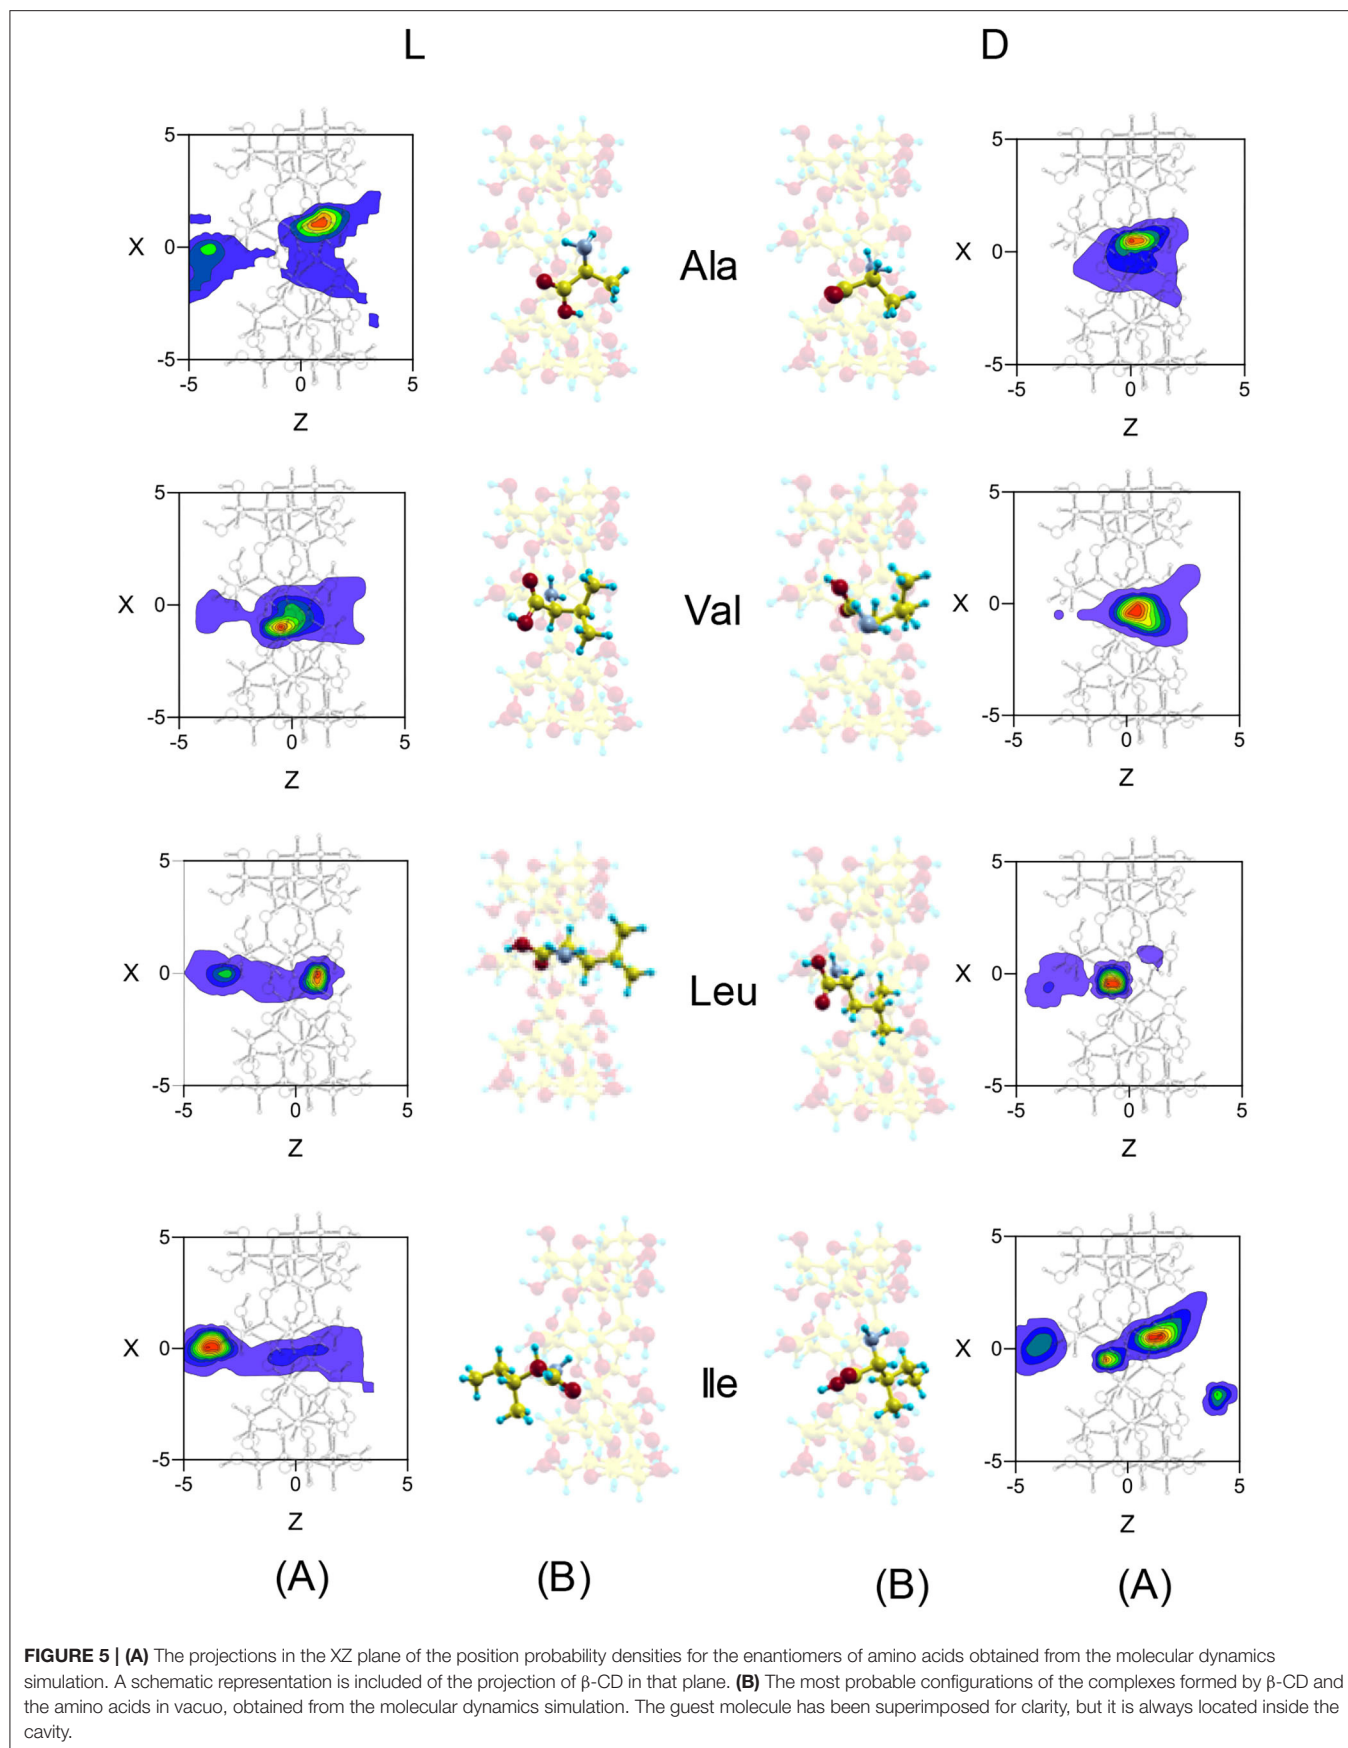 L
D
5
X
0
-5
-5
0
5
Z
Ala
5
X
0
-5
-5
0
5
Z
5
X
0
-5
-5
0
5
Z
Val
5
X
0
-5
-5
0
5
Z
5
X
0
-5
-5
0
5
Z
Leu
5
X
0
-5
-5
0
5
Z
5
X
0
-5
-5
0
5
Z
Ile
5
X
0
-5
-5
0
5
Z
(A)
(B)
(B)
(A)
FIGURE 5 | (A) The projections in the XZ plane of the position probability densities for the enantiomers of amino acids obtained from the molecular dynamics
simulation. A schematic representation is included of the projection of β-CD in that plane. (B) The most probable configurations of the complexes formed by β-CD and
the amino acids in vacuo, obtained from the molecular dynamics simulation. The guest molecule has been superimposed for clarity, but it is always located inside the
cavity.